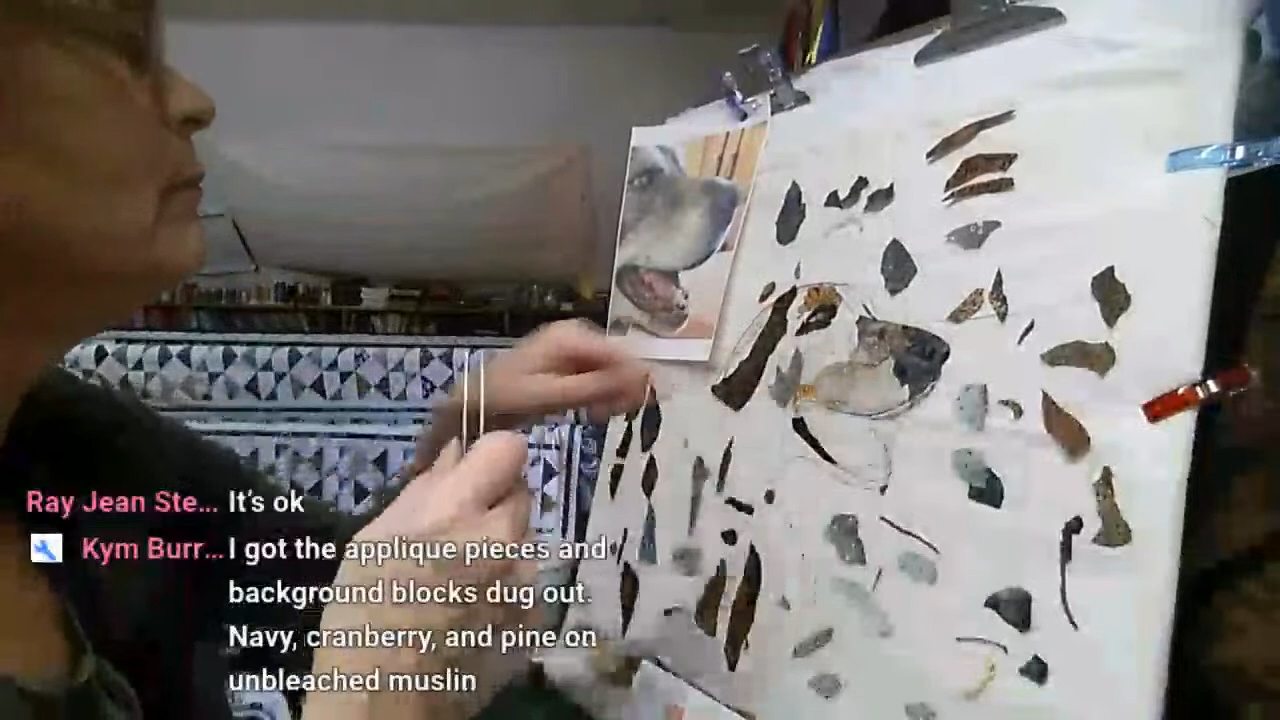 Ray Jean Ste... It's ok
Kym Burr... I got the applique pieces and
background blocks dug out.
Navy, cranberry, and pine on
unbleached muslin